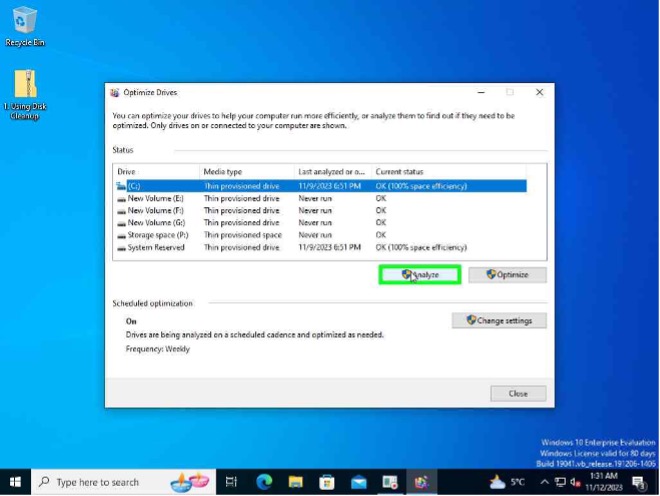 Recycle Bin
1. Using Disk
Cleanup
Optimize Drives
You can optimize your drives to help your computer run more efficiently, or analyze them to find out if they need to be
optimized. Only drives on or connected to your computer are shown.
Status
Drive Media type Last analyzed or o... Current status
(C:) Thin provisioned drive 11/9/2023 6:51 PM OK (100% space efficiency)
New Volume (E:) Thin provisioned drive Never run OK
New Volume (F:) Thin provisioned drive Never run OK
New Volume (G:) Thin provisioned drive Never run OK
Storage space (P:) Thin provisioned space Never run OK
System Reserved Thin provisioned drive 11/9/2023 6:51 PM OK (100% space efficiency)
Analyze Optimize
Scheduled optimization
On Change settings
Drives are being analyzed on a scheduled cadence and optimized as needed.
Frequency: Weekly
Close
Windows 10 Enterprise Evaluation
Windows License valid for 80 days
Build 19041.vb_release.191206-1406
Type here to search 5°C 1:31 AM
11/12/2023